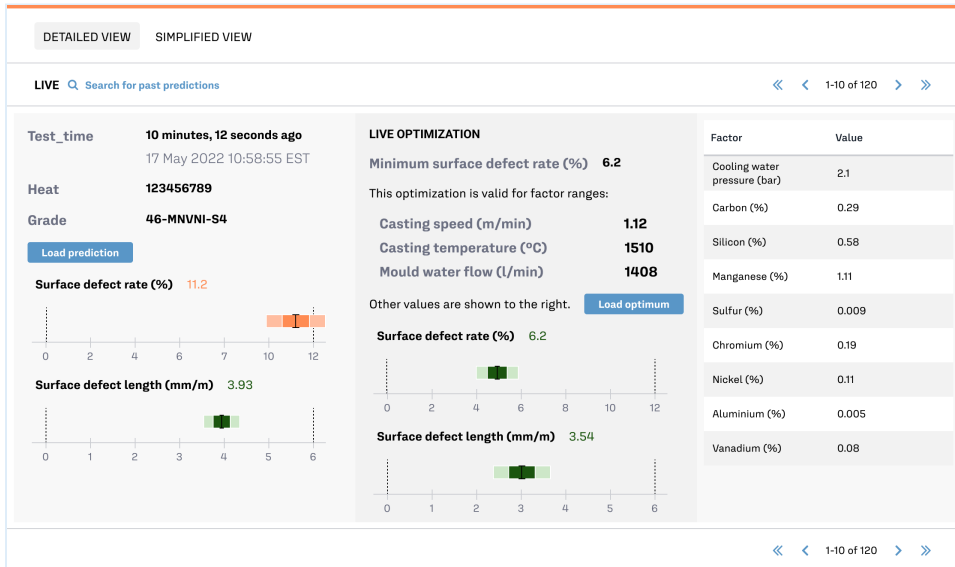 DETAILED VIEW SIMPLIFIED VIEW
LIVE Search for past predictions 1-10 of 120
Test_time 10 minutes, 12 seconds ago
17 May 2022 10:58:55 EST
Heat 123456789
Grade 46-MNVNI-S4
Load prediction
Surface defect rate (%) 11.2
0 2 4 6 7 10 12
Surface defect length (mm/m) 3.93
0 1 2 3 4 5 6
LIVE OPTIMIZATION
Minimum surface defect rate (%) 6.2
This optimization is valid for factor ranges:
Casting speed (m/min) 1.12
Casting temperature (ºC) 1510
Mould water flow (l/min) 1408
Other values are shown to the right. Load optimum
Surface defect rate (%) 6.2
0 2 4 6 8 10 12
Surface defect length (mm/m) 3.54
0 1 2 3 4 5 6
Factor Value
Cooling water
pressure (bar) 2.1
Carbon (%) 0.29
Silicon (%) 0.58
Manganese (%) 1.11
Sulfur (%) 0.009
Chromium (%) 0.19
Nickel (%) 0.11
Aluminium (%) 0.005
Vanadium (%) 0.08
1-10 of 120